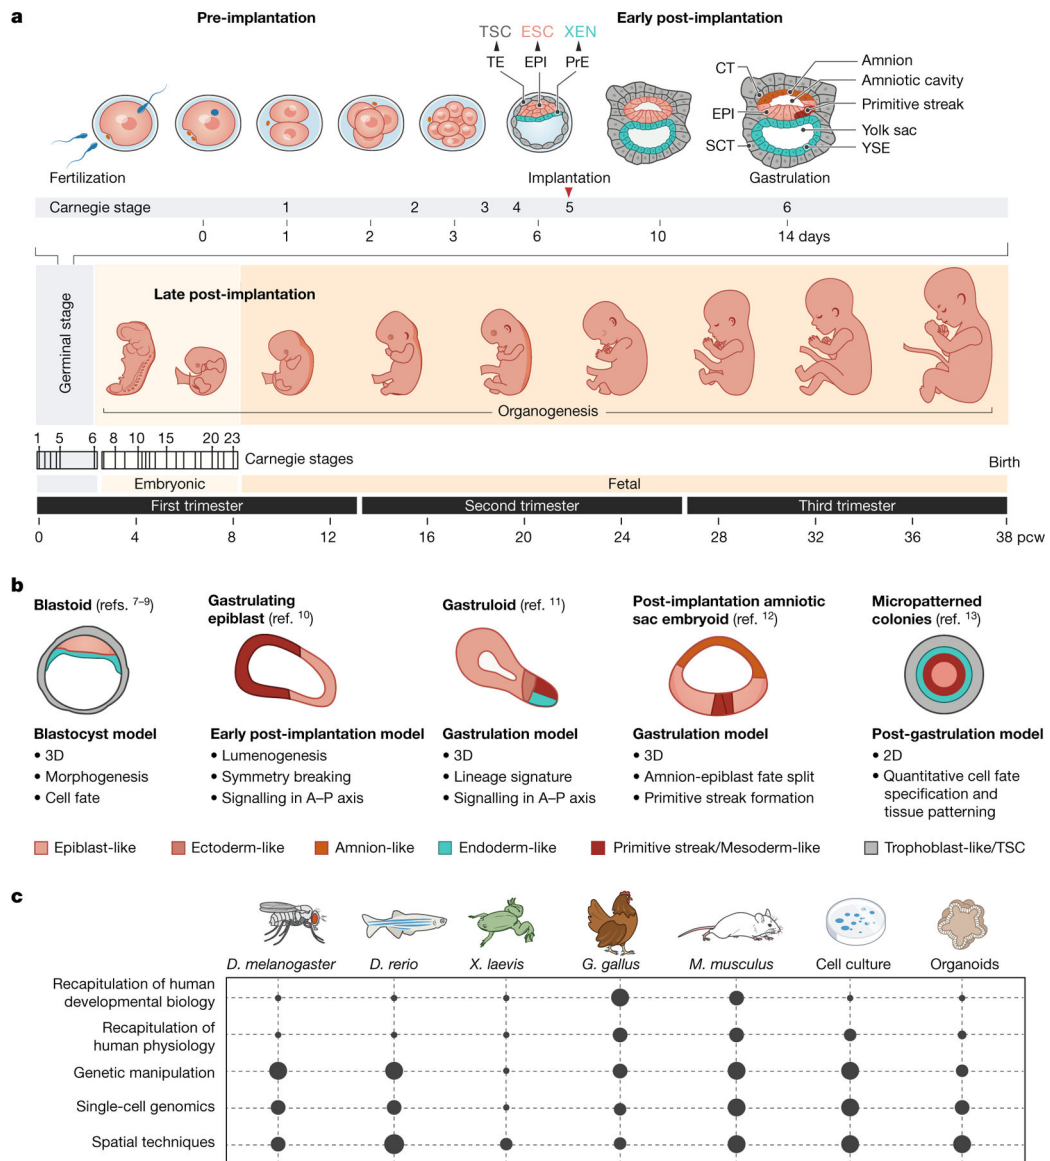 a
Pre-implantation
Early post-implantation
TSC ESC XEN
TE EPI PrE
CT
EPI
SCT
Amnion
Amniotic cavity
Primitive streak
Yolk sac
YSE
Fertilization
Implantation
Gastrulation
Carnegie stage 1 2 3 4 5 6
0 1 2 3 6 10 14 days
Germinal stage
Late post-implantation
Organogenesis
1 5 6 8 10 15 20 23
Carnegie stages
Birth
Embryonic
Fetal
First trimester
Second trimester
Third trimester
0 4 8 12 16 20 24 28 32 36 38 pcw
b
Blastoid (refs. 7–9)
Blastocyst model
• 3D
• Morphogenesis
• Cell fate
Gastrulating
epiblast (ref. 10)
Early post-implantation model
• Lumenogenesis
• Symmetry breaking
• Signalling in A–P axis
Gastruloid (ref. 11)
Gastrulation model
• 3D
• Lineage signature
• Signalling in A–P axis
Post-implantation amniotic
sac embryoid (ref. 12)
Gastrulation model
• 3D
• Amnion-epiblast fate split
• Primitive streak formation
Micropatterned
colonies (ref. 13)
Post-gastrulation model
• 2D
• Quantitative cell fate
specification and
tissue patterning
Epiblast-like
Ectoderm-like
Amnion-like
Endoderm-like
Primitive streak/Mesoderm-like
Trophoblast-like/TSC
c
D. melanogaster
D. rerio
X. laevis
G. gallus
M. musculus
Cell culture
Organoids
Recapitulation of human
developmental biology
Recapitulation of
human physiology
Genetic manipulation
Single-cell genomics
Spatial techniques